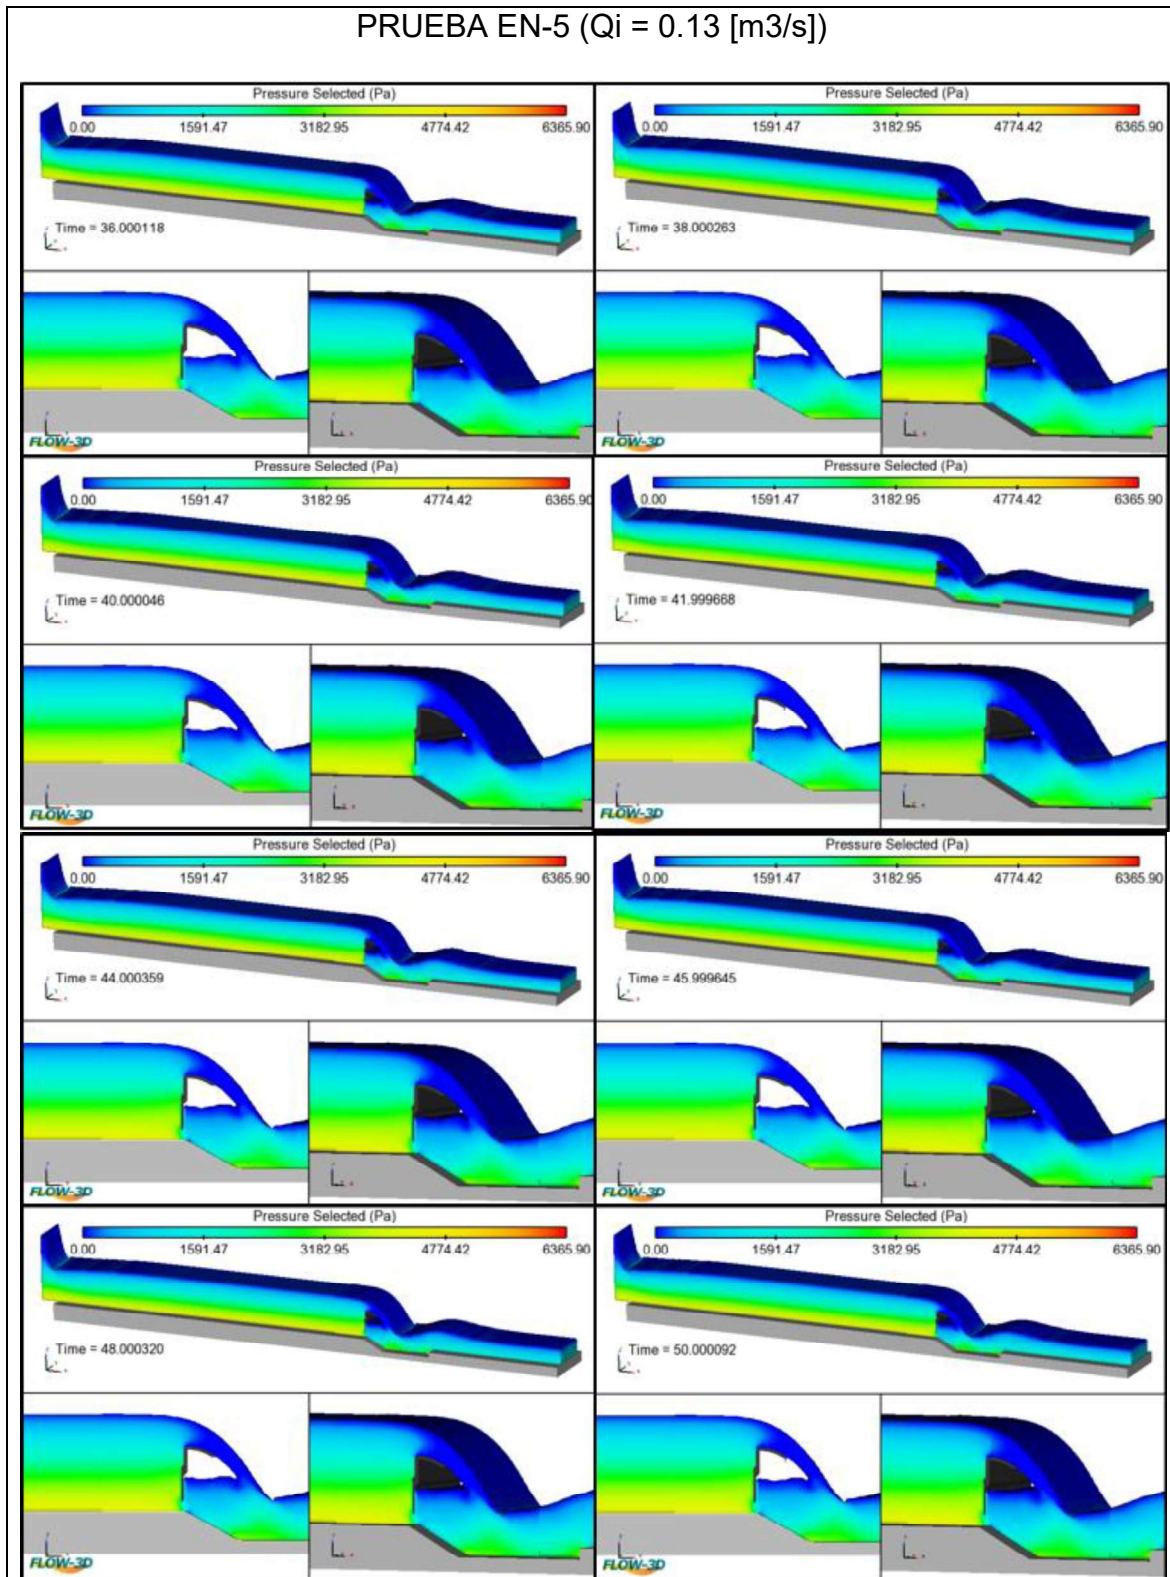 PRUEBA EN-5 (Qi = 0.13 [m3/s])
Pressure Selected (Pa)
0.00 1591.47 3182.95 4774.42 6365.90
Time = 36.000118
FLOW-3D
Pressure Selected (Pa)
0.00 1591.47 3182.95 4774.42 6365.90
Time = 38.000263
FLOW-3D
Pressure Selected (Pa)
0.00 1591.47 3182.95 4774.42 6365.90
Time = 40.000046
FLOW-3D
Pressure Selected (Pa)
0.00 1591.47 3182.95 4774.42 6365.90
Time = 41.999668
FLOW-3D
Pressure Selected (Pa)
0.00 1591.47 3182.95 4774.42 6365.90
Time = 44.000359
FLOW-3D
Pressure Selected (Pa)
0.00 1591.47 3182.95 4774.42 6365.90
Time = 45.999645
FLOW-3D
Pressure Selected (Pa)
0.00 1591.47 3182.95 4774.42 6365.90
Time = 48.000320
FLOW-3D
Pressure Selected (Pa)
0.00 1591.47 3182.95 4774.42 6365.90
Time = 50.000092
FLOW-3D